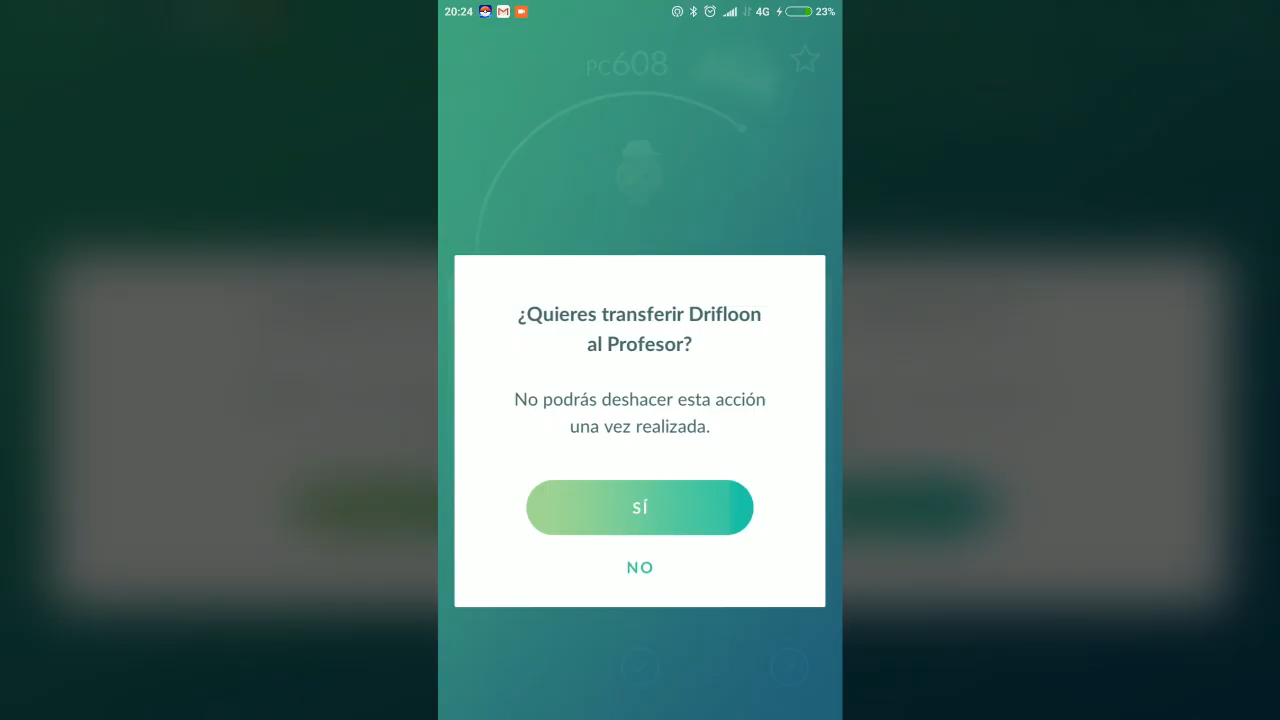 20:24 4G 23%
PC608
¿Quieres transferir Drifloon
al Profesor?
No podrás deshacer esta acción
una vez realizada.
SÍ
NO